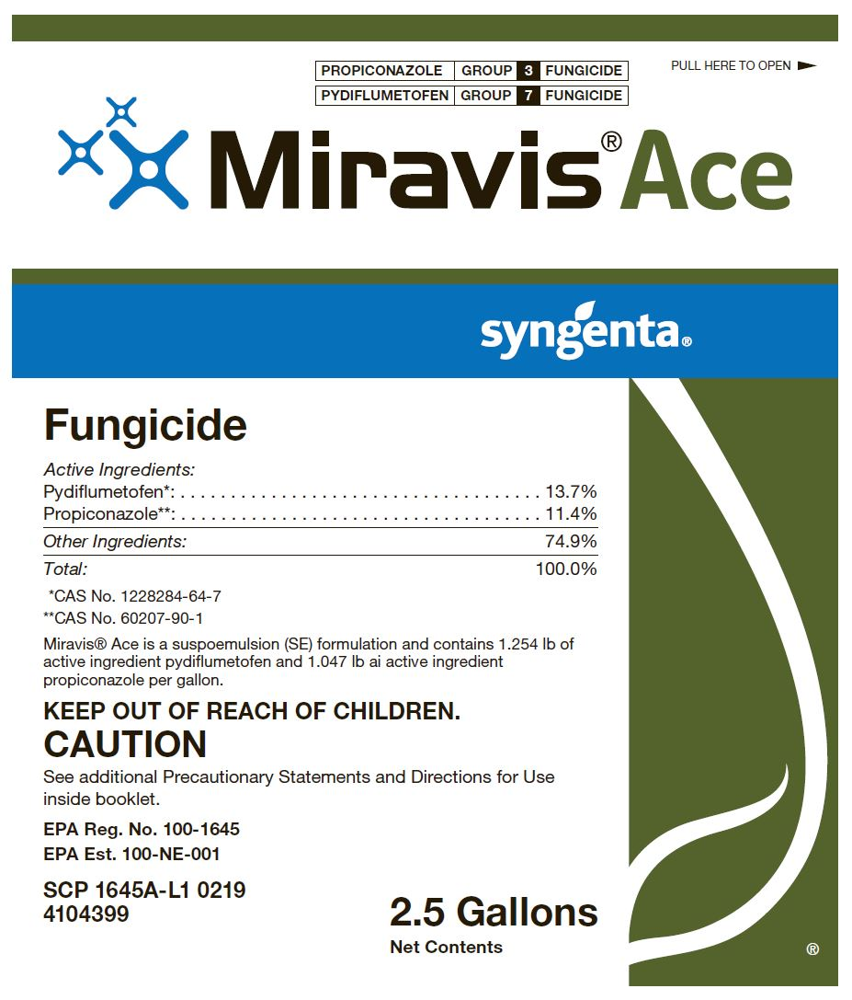 PROPICONAZOLE GROUP 3 FUNGICIDE
PYDIFLUMETOFEN GROUP 7 FUNGICIDE
PULL HERE TO OPEN
Miravis® Ace
syngenta®
Fungicide
Active Ingredients:
Pydiflumetofen*: . . . . . . . . . . . . . . . . . . . . . . . . . . . . . . . . . . . . 13.7%
Propiconazole**: . . . . . . . . . . . . . . . . . . . . . . . . . . . . . . . . . . . . 11.4%
Other Ingredients: 74.9%
Total: 100.0%
*CAS No. 1228284-64-7
**CAS No. 60207-90-1
Miravis® Ace is a suspoemulsion (SE) formulation and contains 1.254 lb of
active ingredient pydiflumetofen and 1.047 lb ai active ingredient
propiconazole per gallon.
KEEP OUT OF REACH OF CHILDREN.
CAUTION
See additional Precautionary Statements and Directions for Use
inside booklet.
EPA Reg. No. 100-1645
EPA Est. 100-NE-001
SCP 1645A-L1 0219
4104399
2.5 Gallons
Net Contents
®